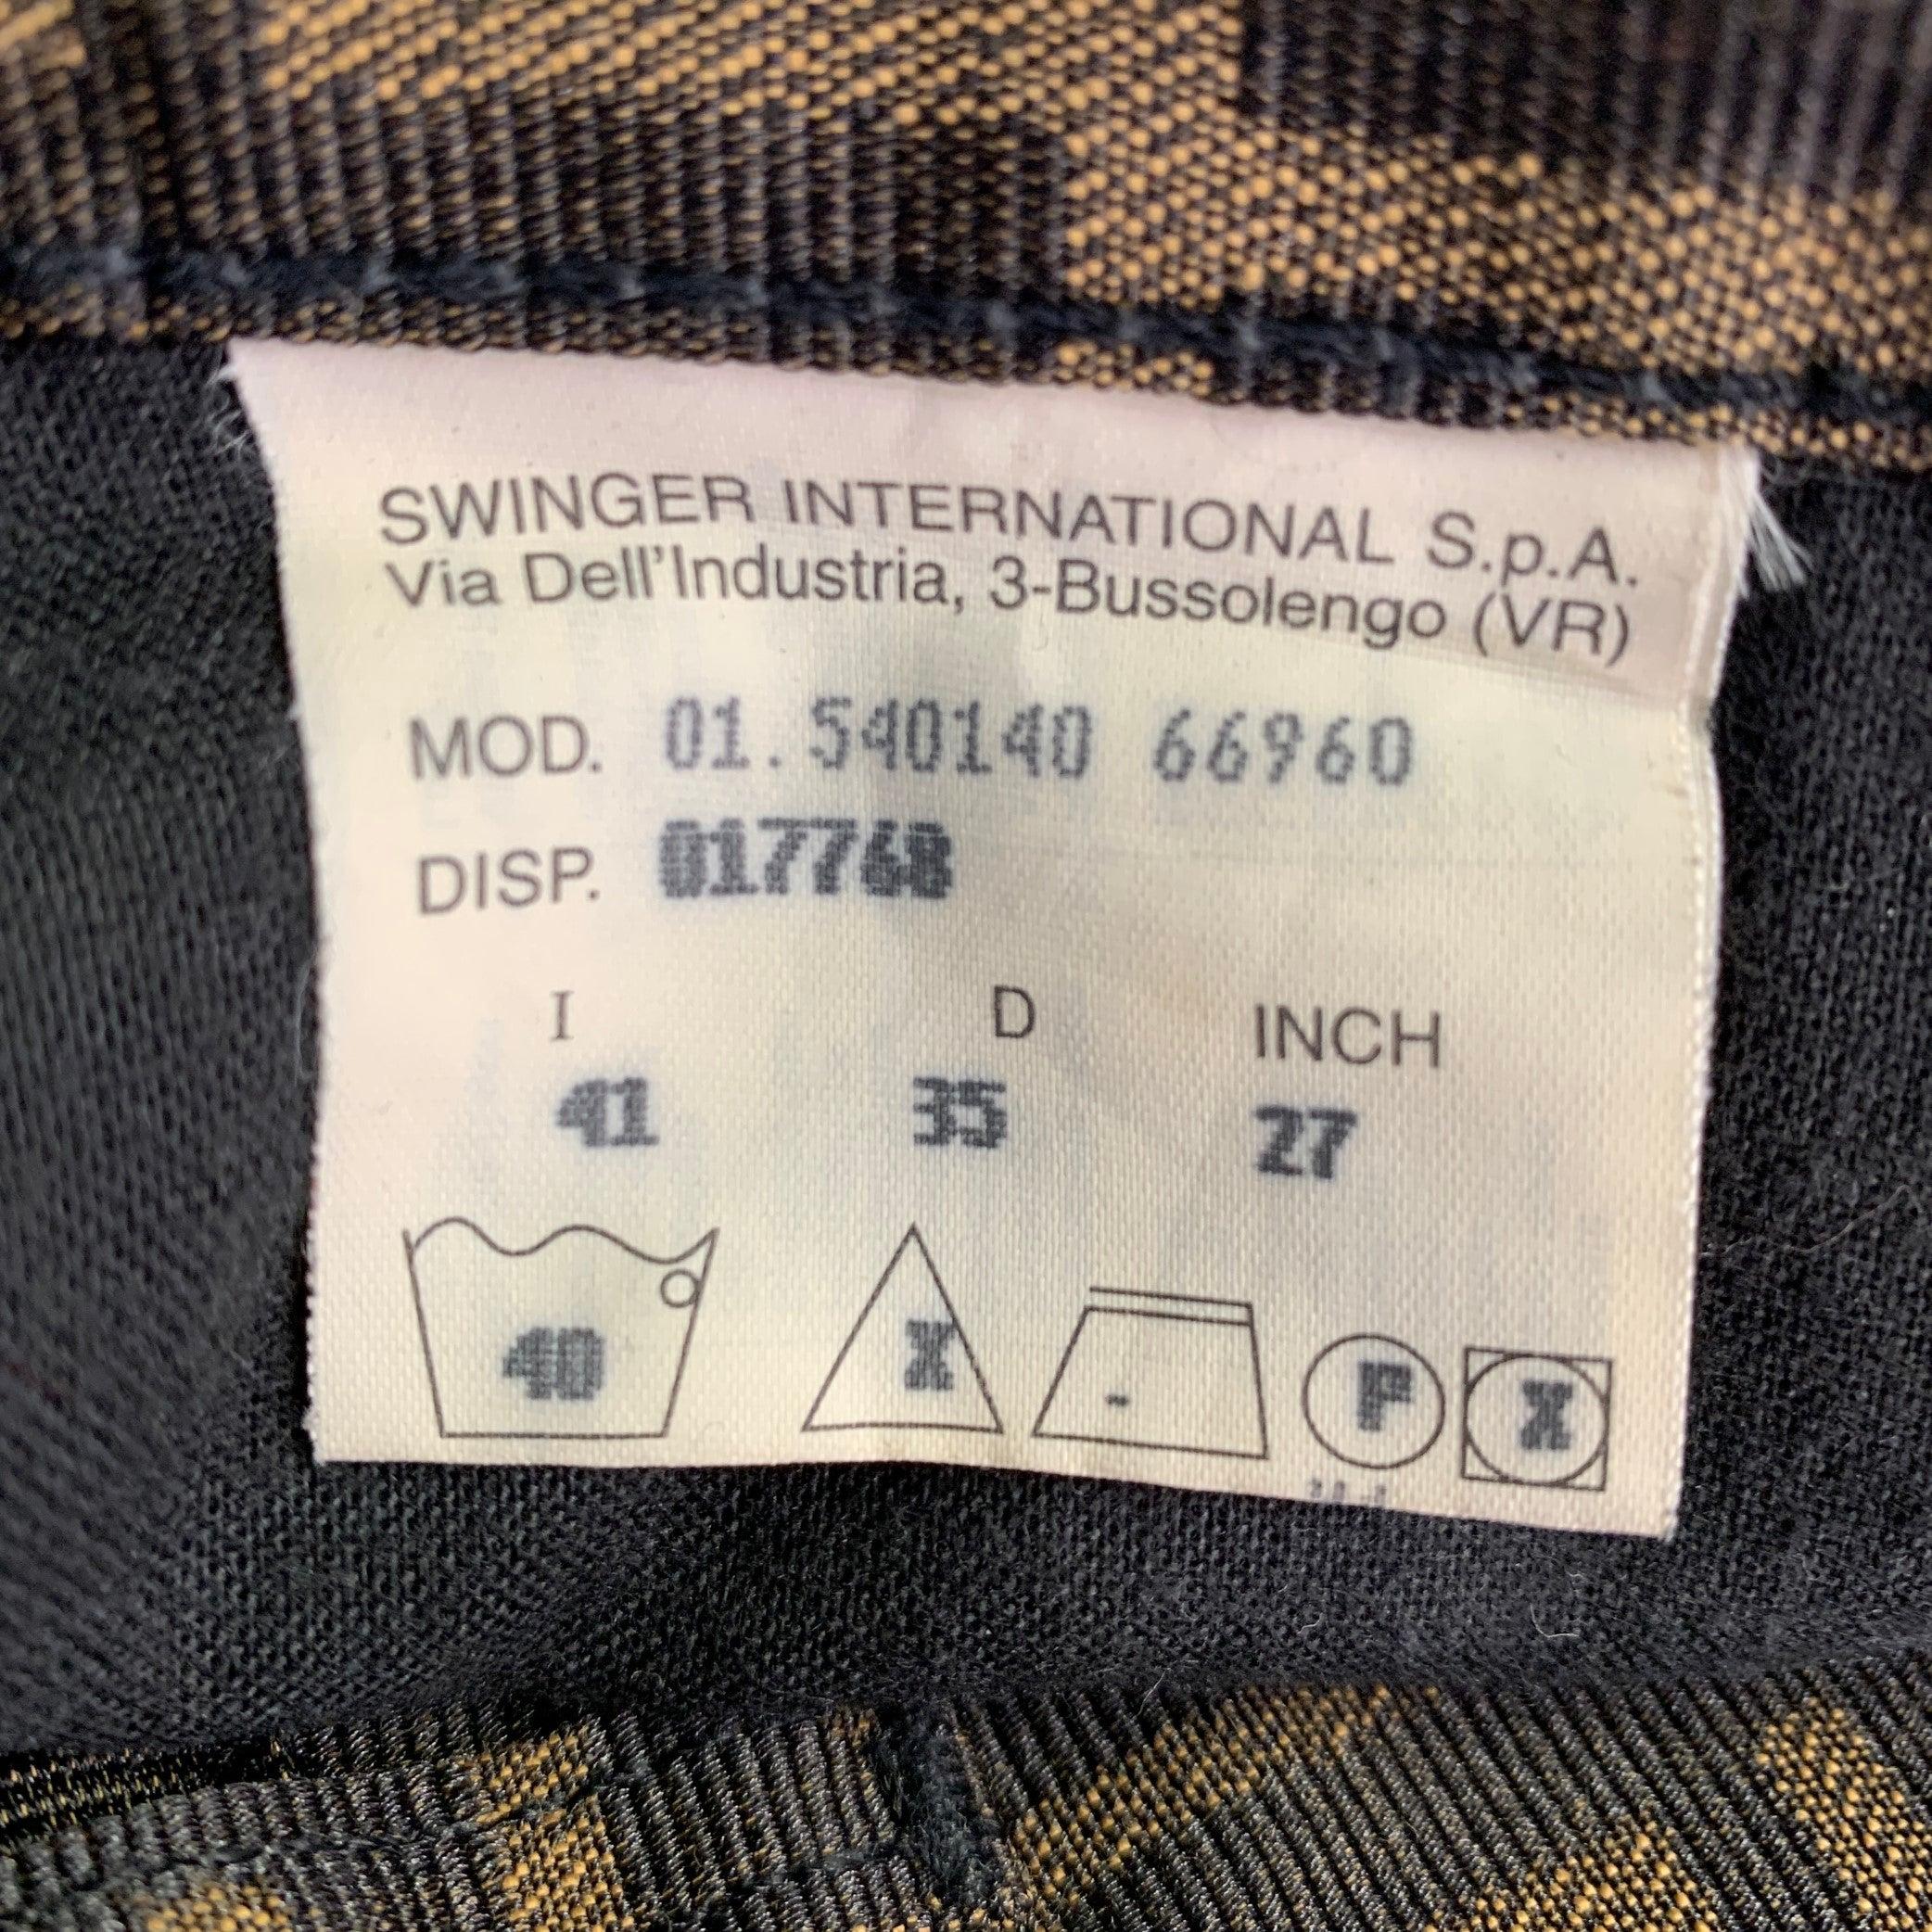 SWINGER INTERNATIONAL S.p.A.
Via Dell'Industria, 3-Bussolengo (VR)
MOD. 01.540140 66960
DISP. 017768
I D INCH
41 35 27
40 X - P X